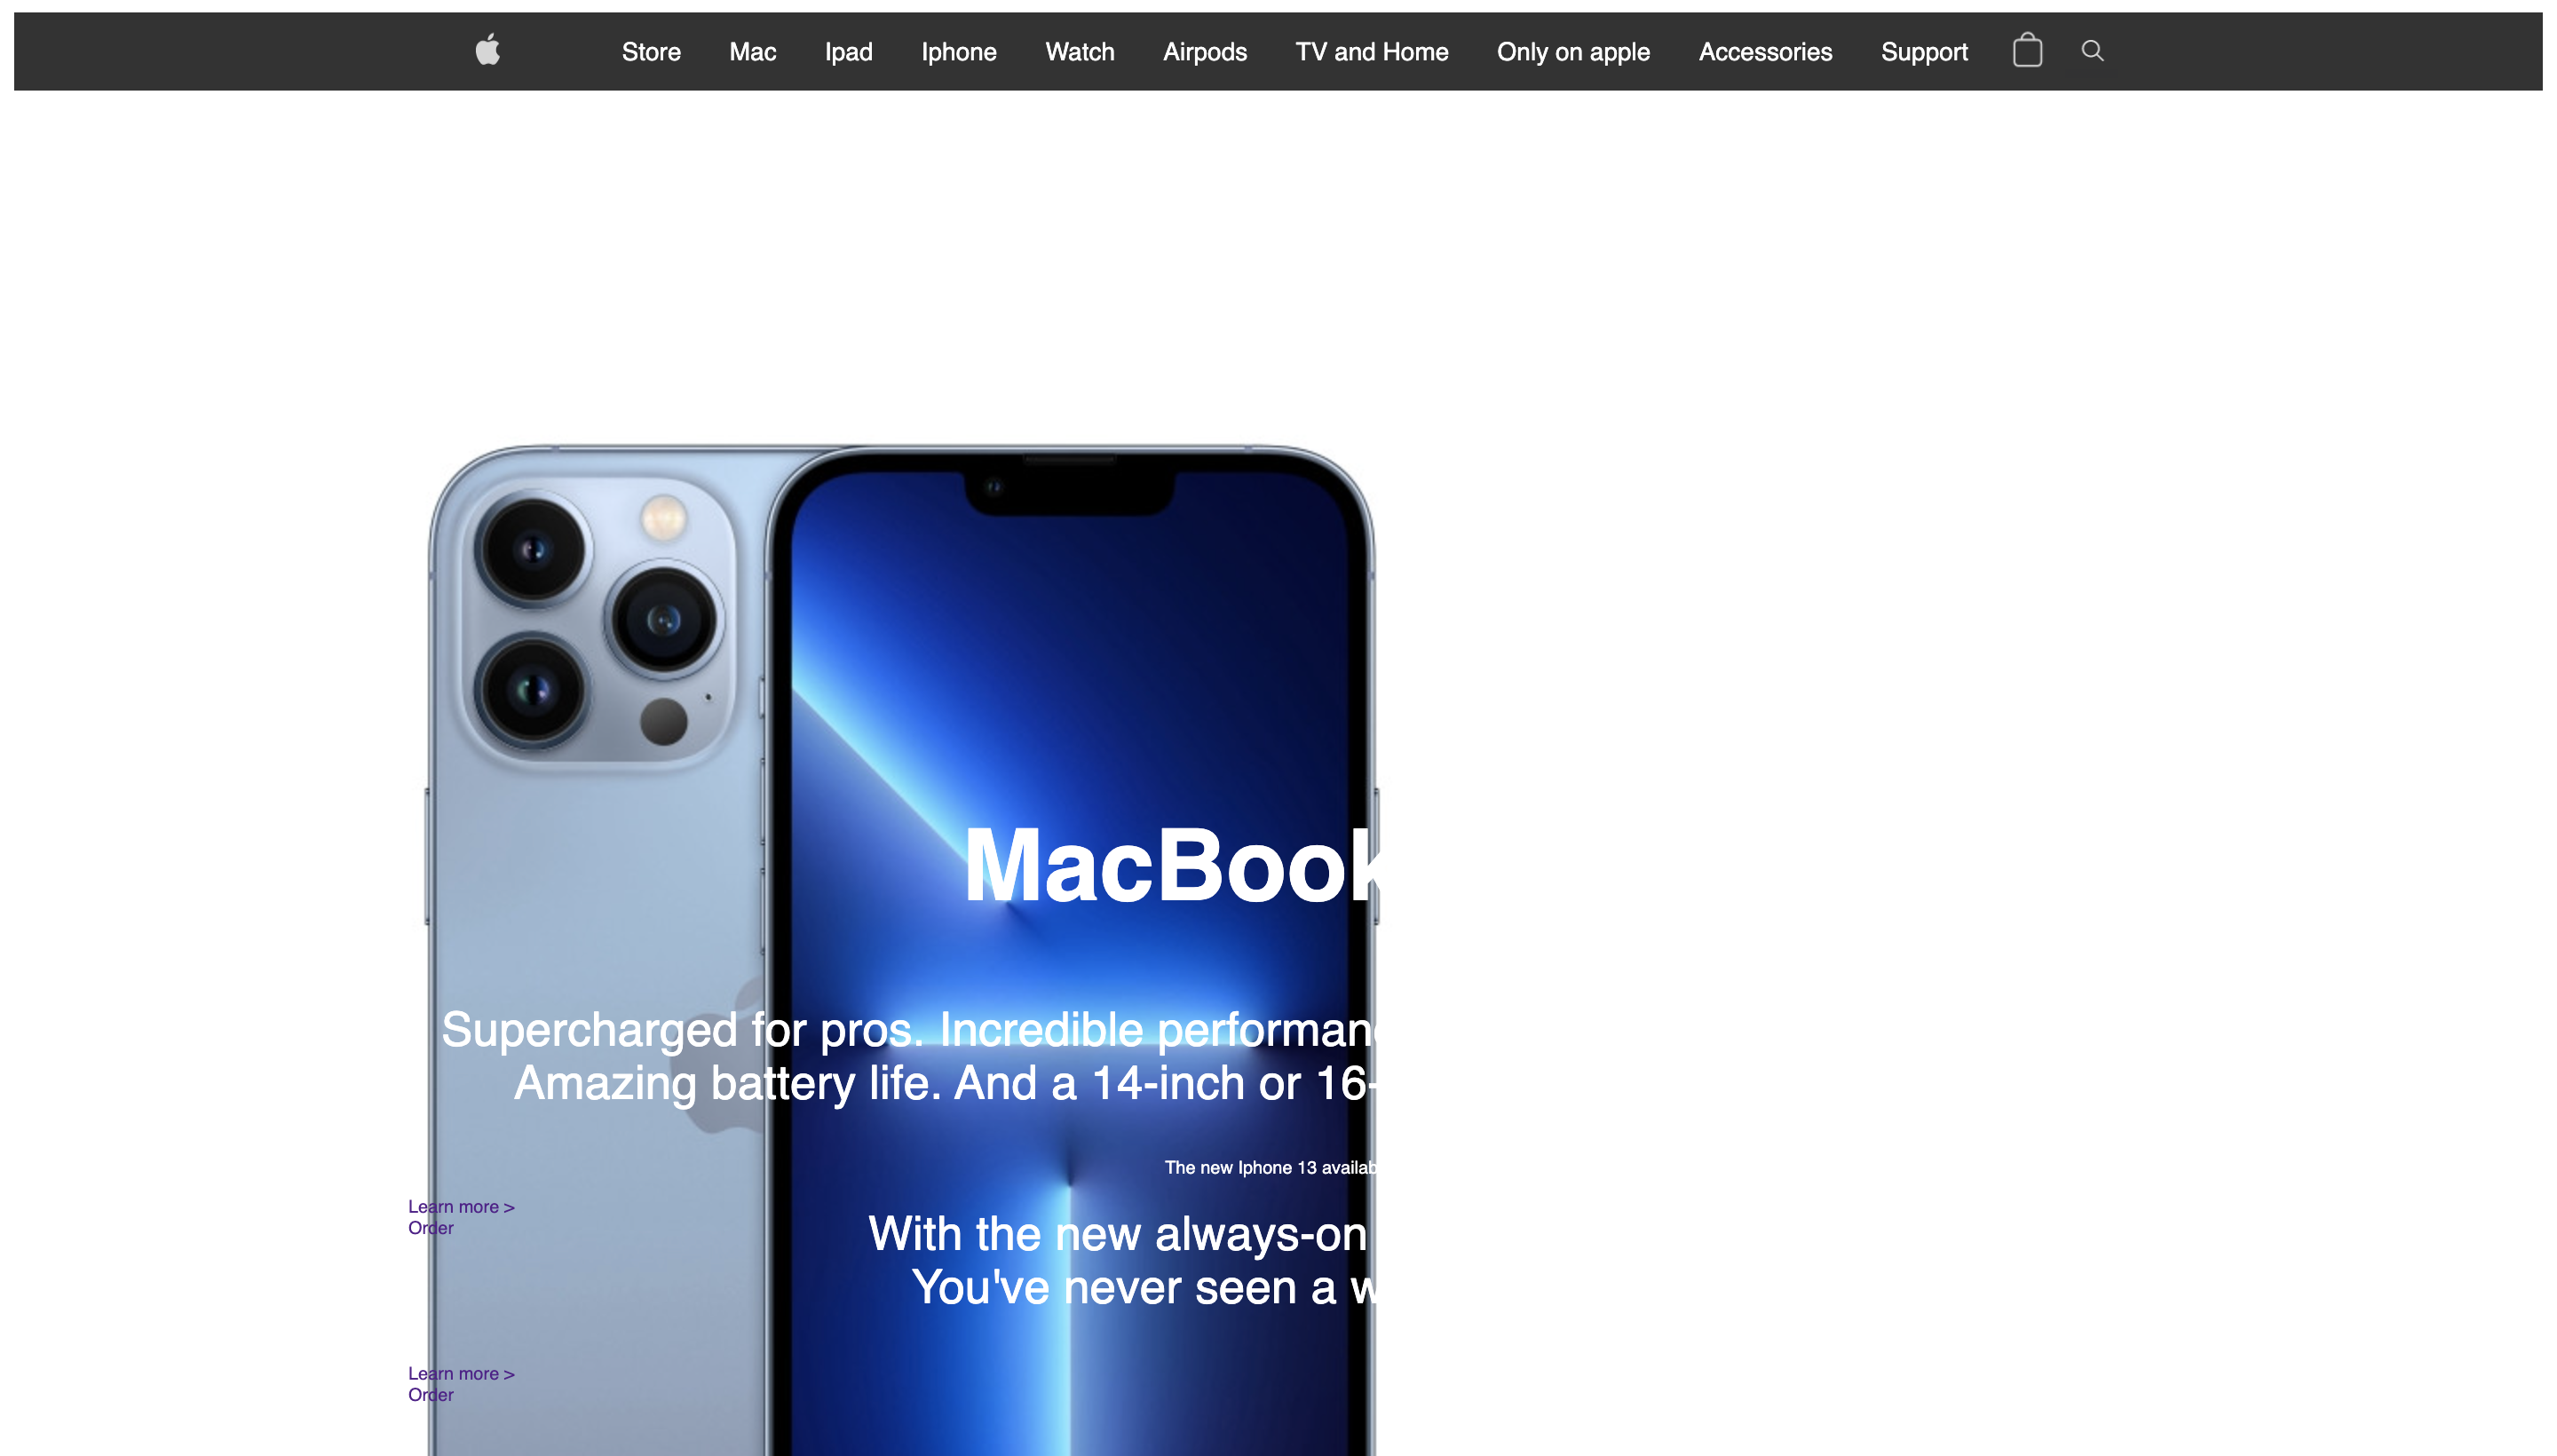 Store Mac Ipad Iphone Watch Airpods TV and Home Only on apple Accessories Support
MacBook
Supercharged for pros. Incredible performan
Amazing battery life. And a 14-inch or 16-
The new Iphone 13 availab
Learn more >
Order
With the new always-on
You've never seen a w
Learn more >
Order